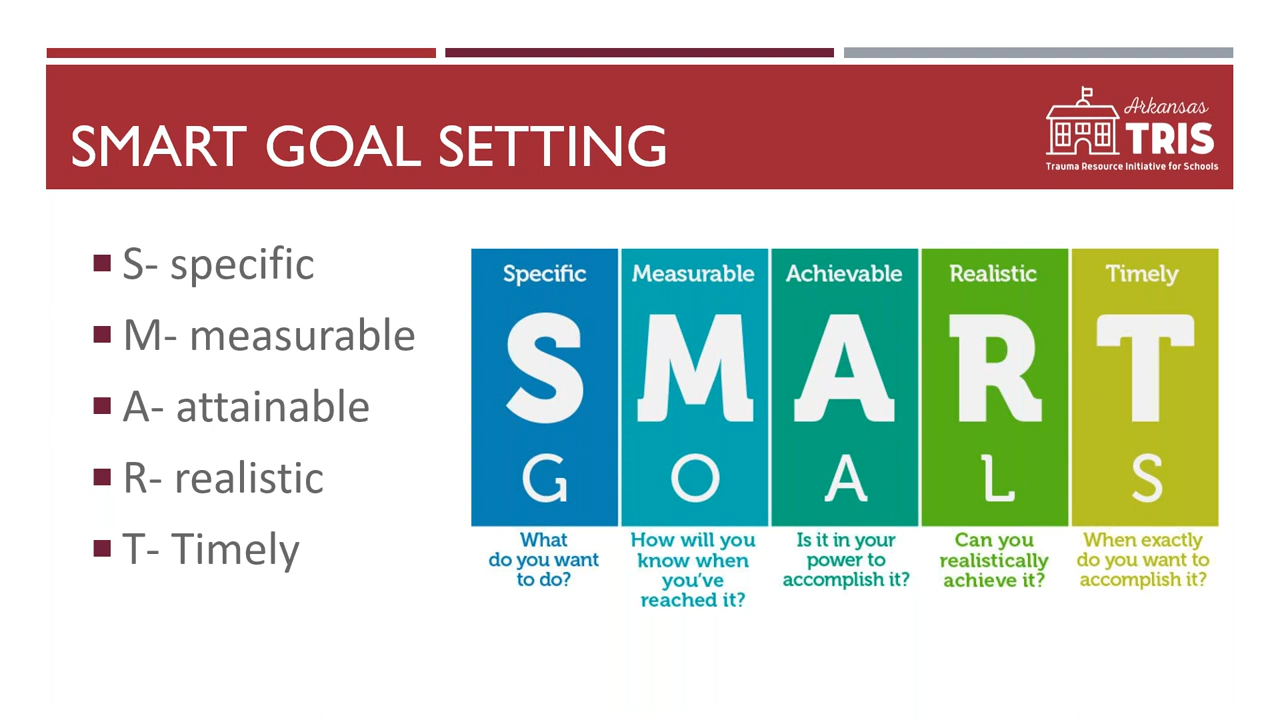 SMART GOAL SETTING
Arkansas
TRIS
Trauma Resource Initiative for Schools
S- specific
M- measurable
A- attainable
R- realistic
T- Timely
Specific Measurable Achievable Realistic Timely
S M A R T
G O A L S
What
do you want
to do?
How will you
know when
you've
reached it?
Is it in your
power to
accomplish it?
Can you
realistically
achieve it?
When exactly
do you want to
accomplish it?